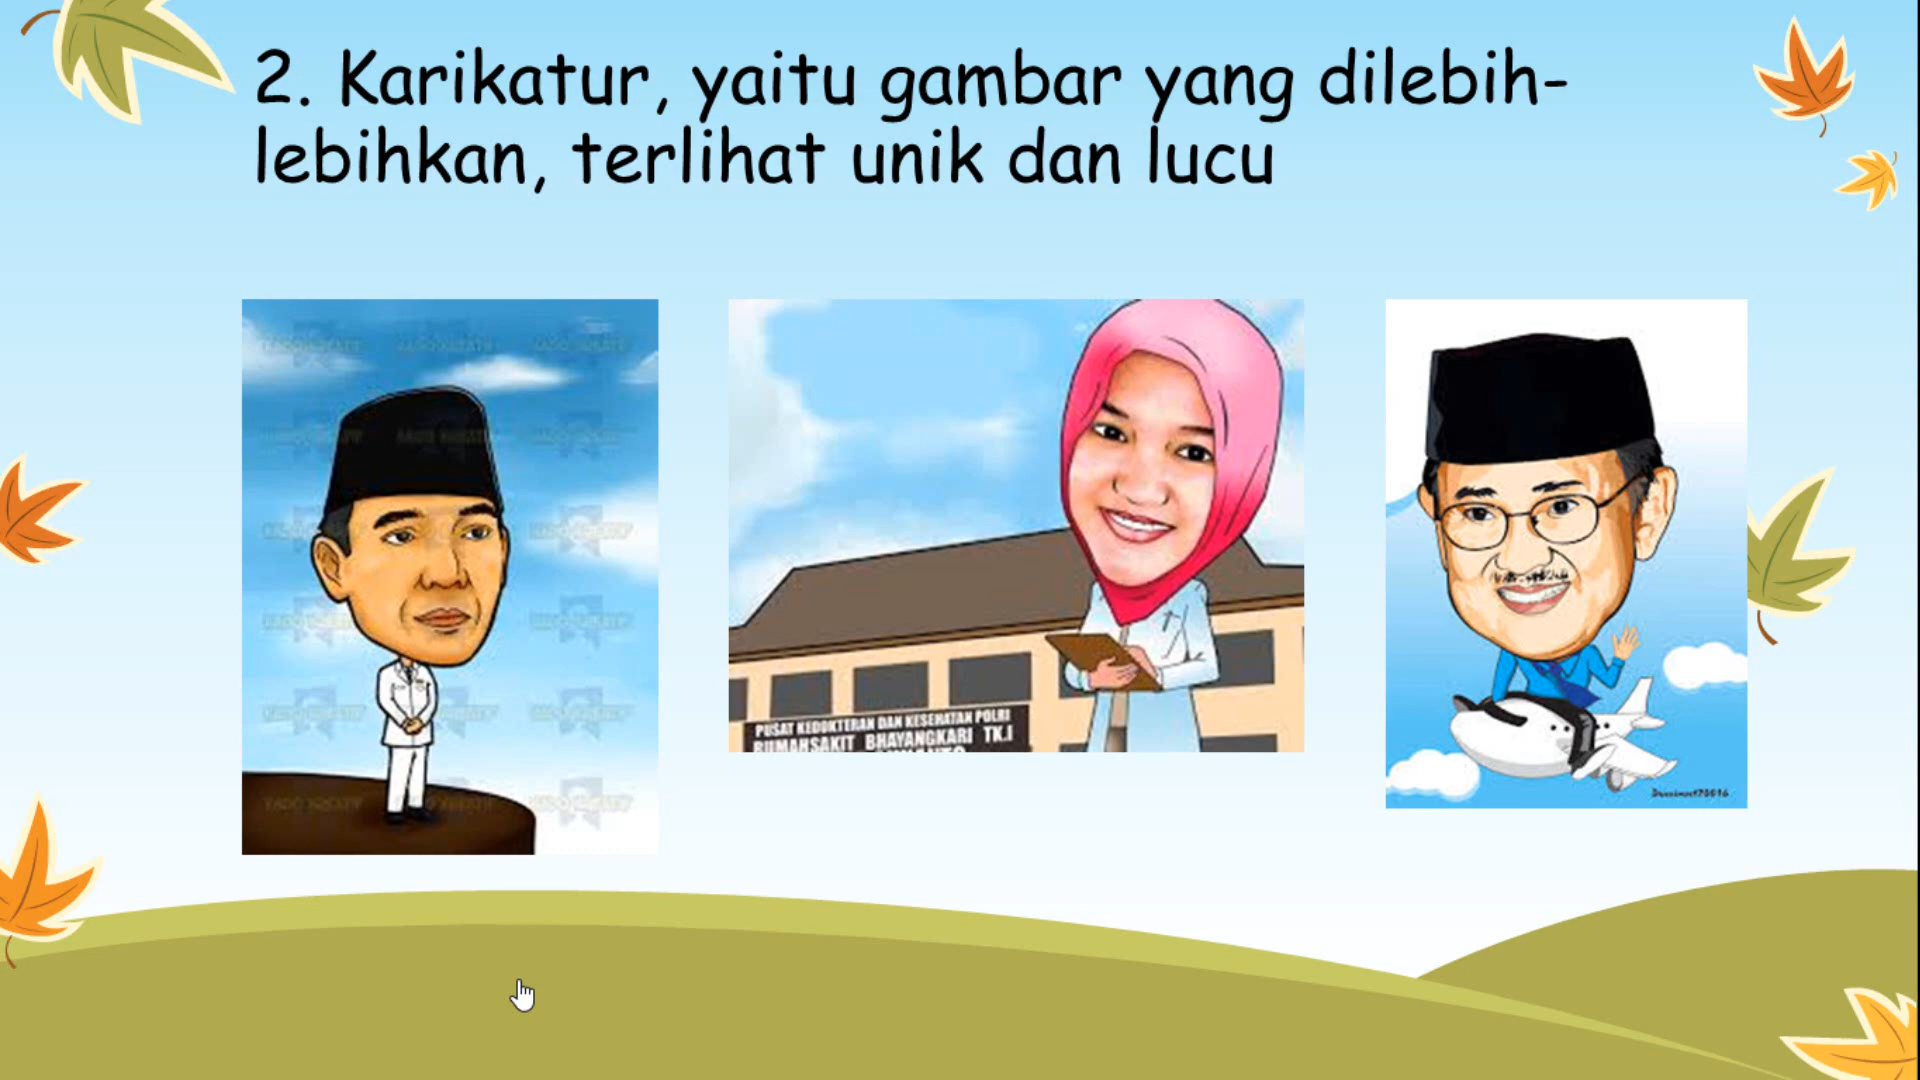 2. Karikatur, yaitu gambar yang dilebih-
lebihkan, terlihat unik dan lucu
PUSAT KEDOKTERAN DAN KESEHATAN POLRI
RUMAHSAKIT BHAYANGKARI TK.I